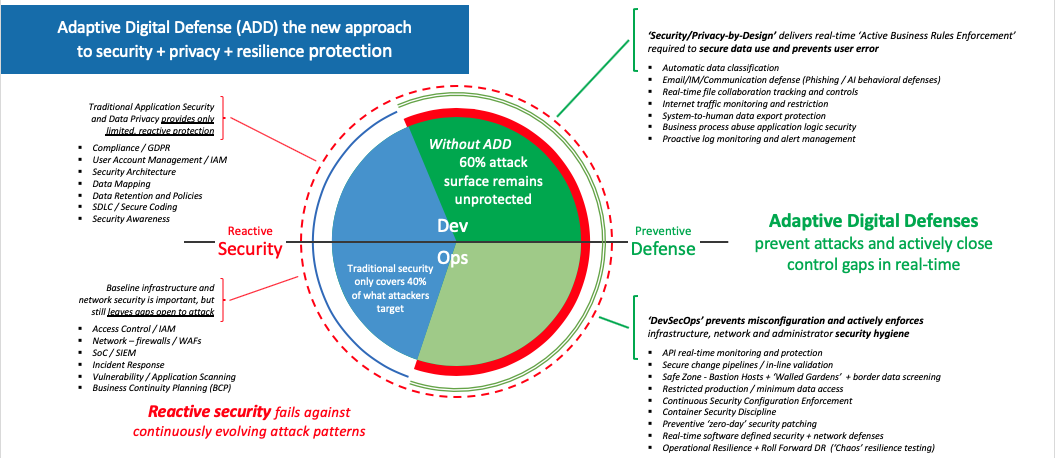 Adaptive Digital Defense (ADD) the new approach
to security + privacy + resilience protection
Traditional Application Security
and Data Privacy provides only
limited, reactive protection
▪ Compliance / GDPR
▪ User Account Management / IAM
▪ Security Architecture
▪ Data Mapping
▪ Data Retention and Policies
▪ SDLC / Secure Coding
▪ Security Awareness
Reactive
Security
Baseline infrastructure and
network security is important, but
still leaves gaps open to attack
▪ Access Control / IAM
▪ Network – firewalls / WAFs
▪ SoC / SIEM
▪ Incident Response
▪ Vulnerability / Application Scanning
▪ Business Continuity Planning (BCP)
Reactive security fails against
continuously evolving attack patterns
Without ADD
60% attack
surface remains
unprotected
Dev
Ops
Traditional security
only covers 40%
of what attackers
target
‘Security/Privacy-by-Design’ delivers real-time ‘Active Business Rules Enforcement’
required to secure data use and prevents user error
▪ Automatic data classification
▪ Email/IM/Communication defense (Phishing / AI behavioral defenses)
▪ Real-time file collaboration tracking and controls
▪ Internet traffic monitoring and restriction
▪ System-to-human data export protection
▪ Business process abuse application logic security
▪ Proactive log monitoring and alert management
Preventive
Defense
Adaptive Digital Defenses
prevent attacks and actively close
control gaps in real-time
‘DevSecOps’ prevents misconfiguration and actively enforces
infrastructure, network and administrator security hygiene
▪ API real-time monitoring and protection
▪ Secure change pipelines / in-line validation
▪ Safe Zone - Bastion Hosts + ‘Walled Gardens’ + border data screening
▪ Restricted production / minimum data access
▪ Continuous Security Configuration Enforcement
▪ Container Security Discipline
▪ Preventive ‘zero-day’ security patching
▪ Real-time software defined security + network defenses
▪ Operational Resilience + Roll Forward DR (‘Chaos’ resilience testing)